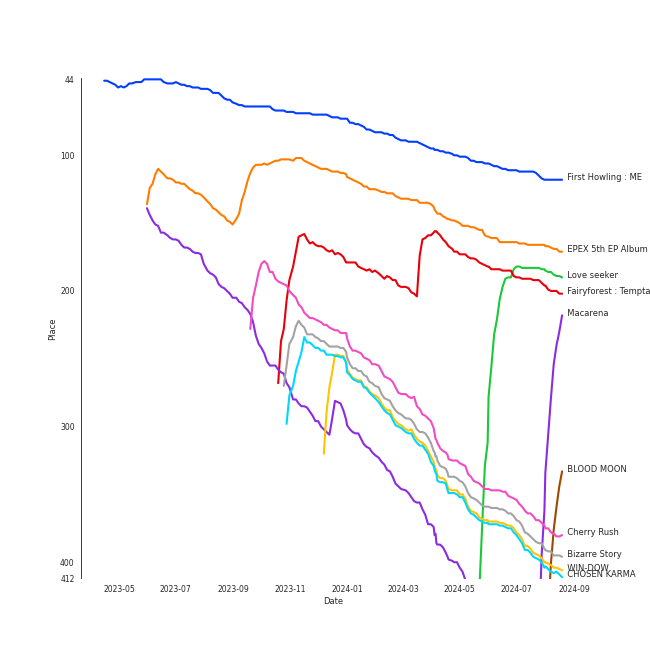 44
100
200
300
400
412
Place
2023-05
2023-07
2023-09
2023-11
2024-01
2024-03
2024-05
2024-07
2024-09
Date
First Howling : ME
EPEX 5th EP Album
Love seeker
Fairyforest : Tempta
Macarena
BLOOD MOON
Cherry Rush
Bizarre Story
WIN-DOW
CHOSEN KARMA